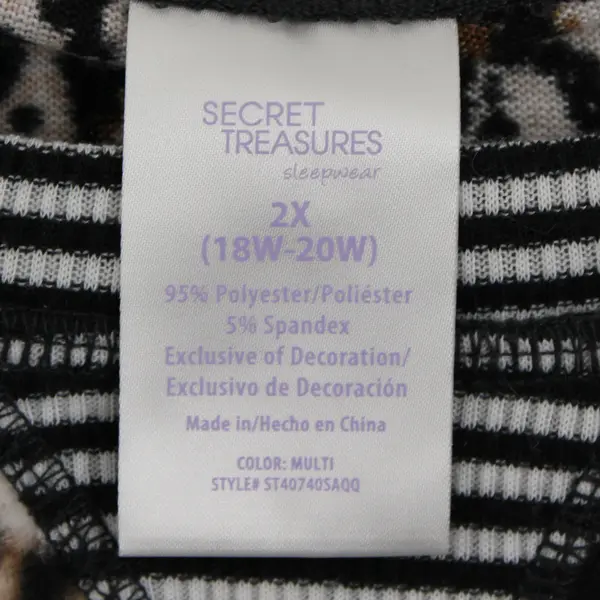 SECRET
TREASURES
sleepwear
2X
(18W-20W)
95% Polyester/Poliéster
5% Spandex
Exclusive of Decoration/
Exclusivo de Decoración
Made in/Hecho en China
COLOR: MULTI
STYLE# ST40740SAQQ